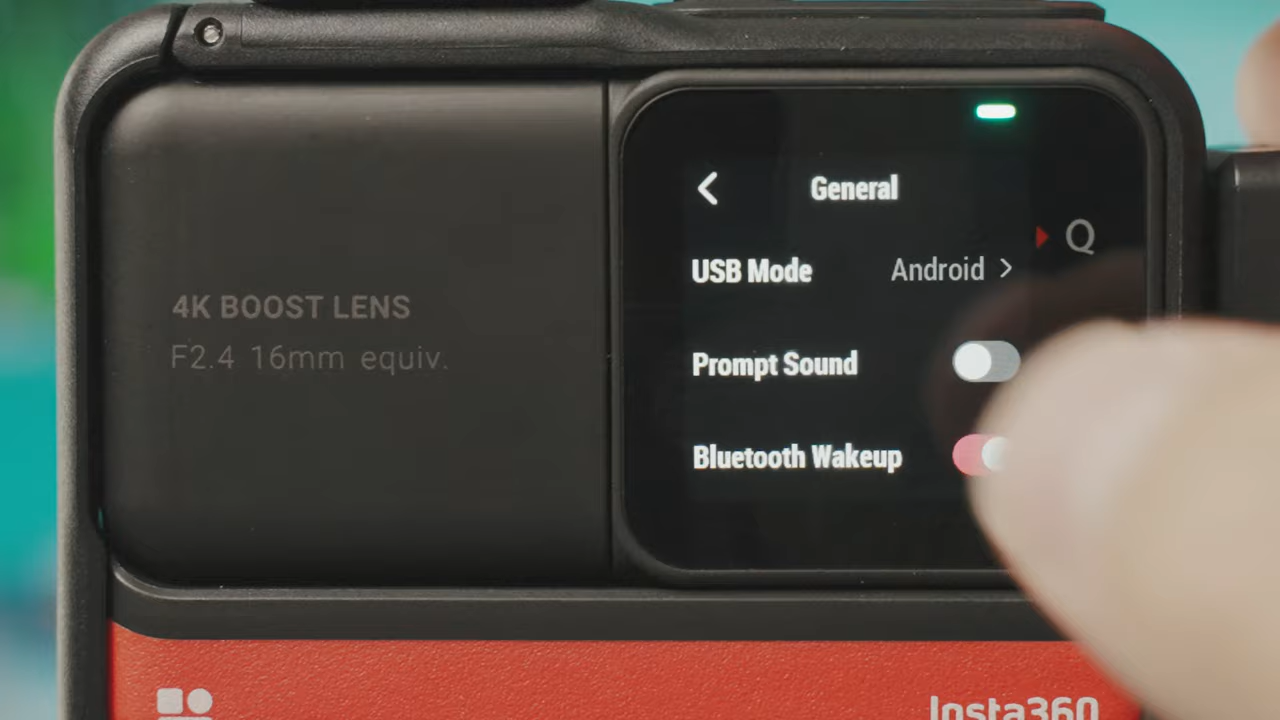 General
Q
USB Mode Android
4K BOOST LENS
F2.4 16mm equiv.
Prompt Sound
Bluetooth Wakeup
Insta360